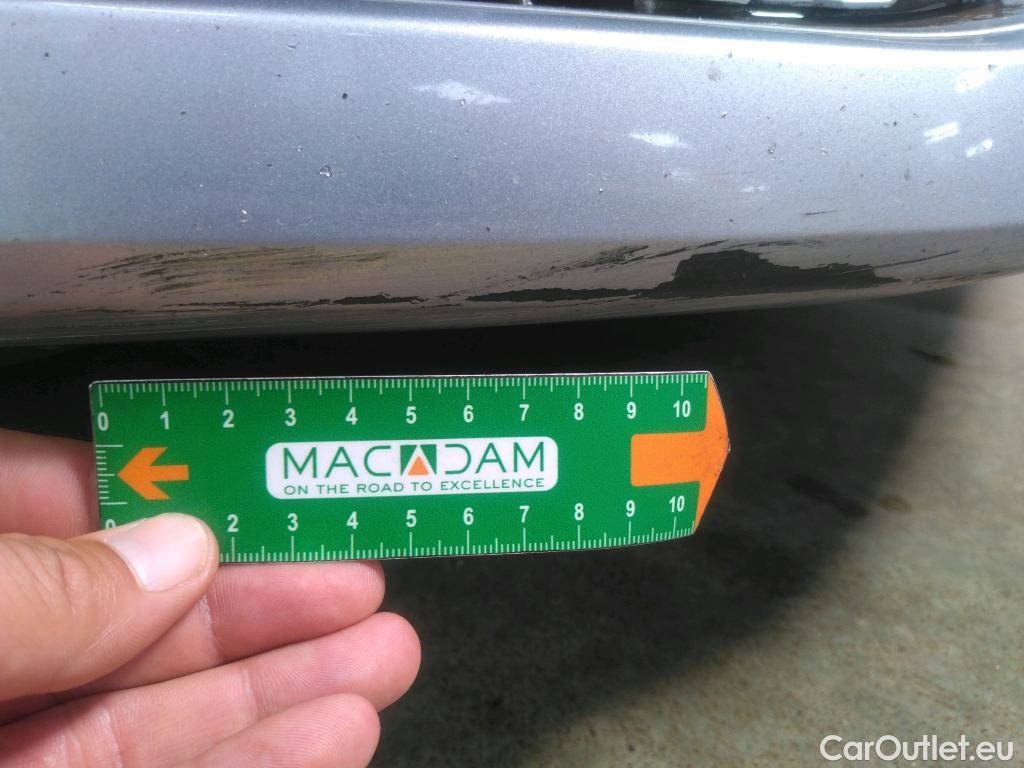 0 1 2 3 4 5 6 7 8 9 10
MACADAM
ON THE ROAD TO EXCELLENCE
0 2 3 4 5 6 7 8 9 10
CarOutlet.eu